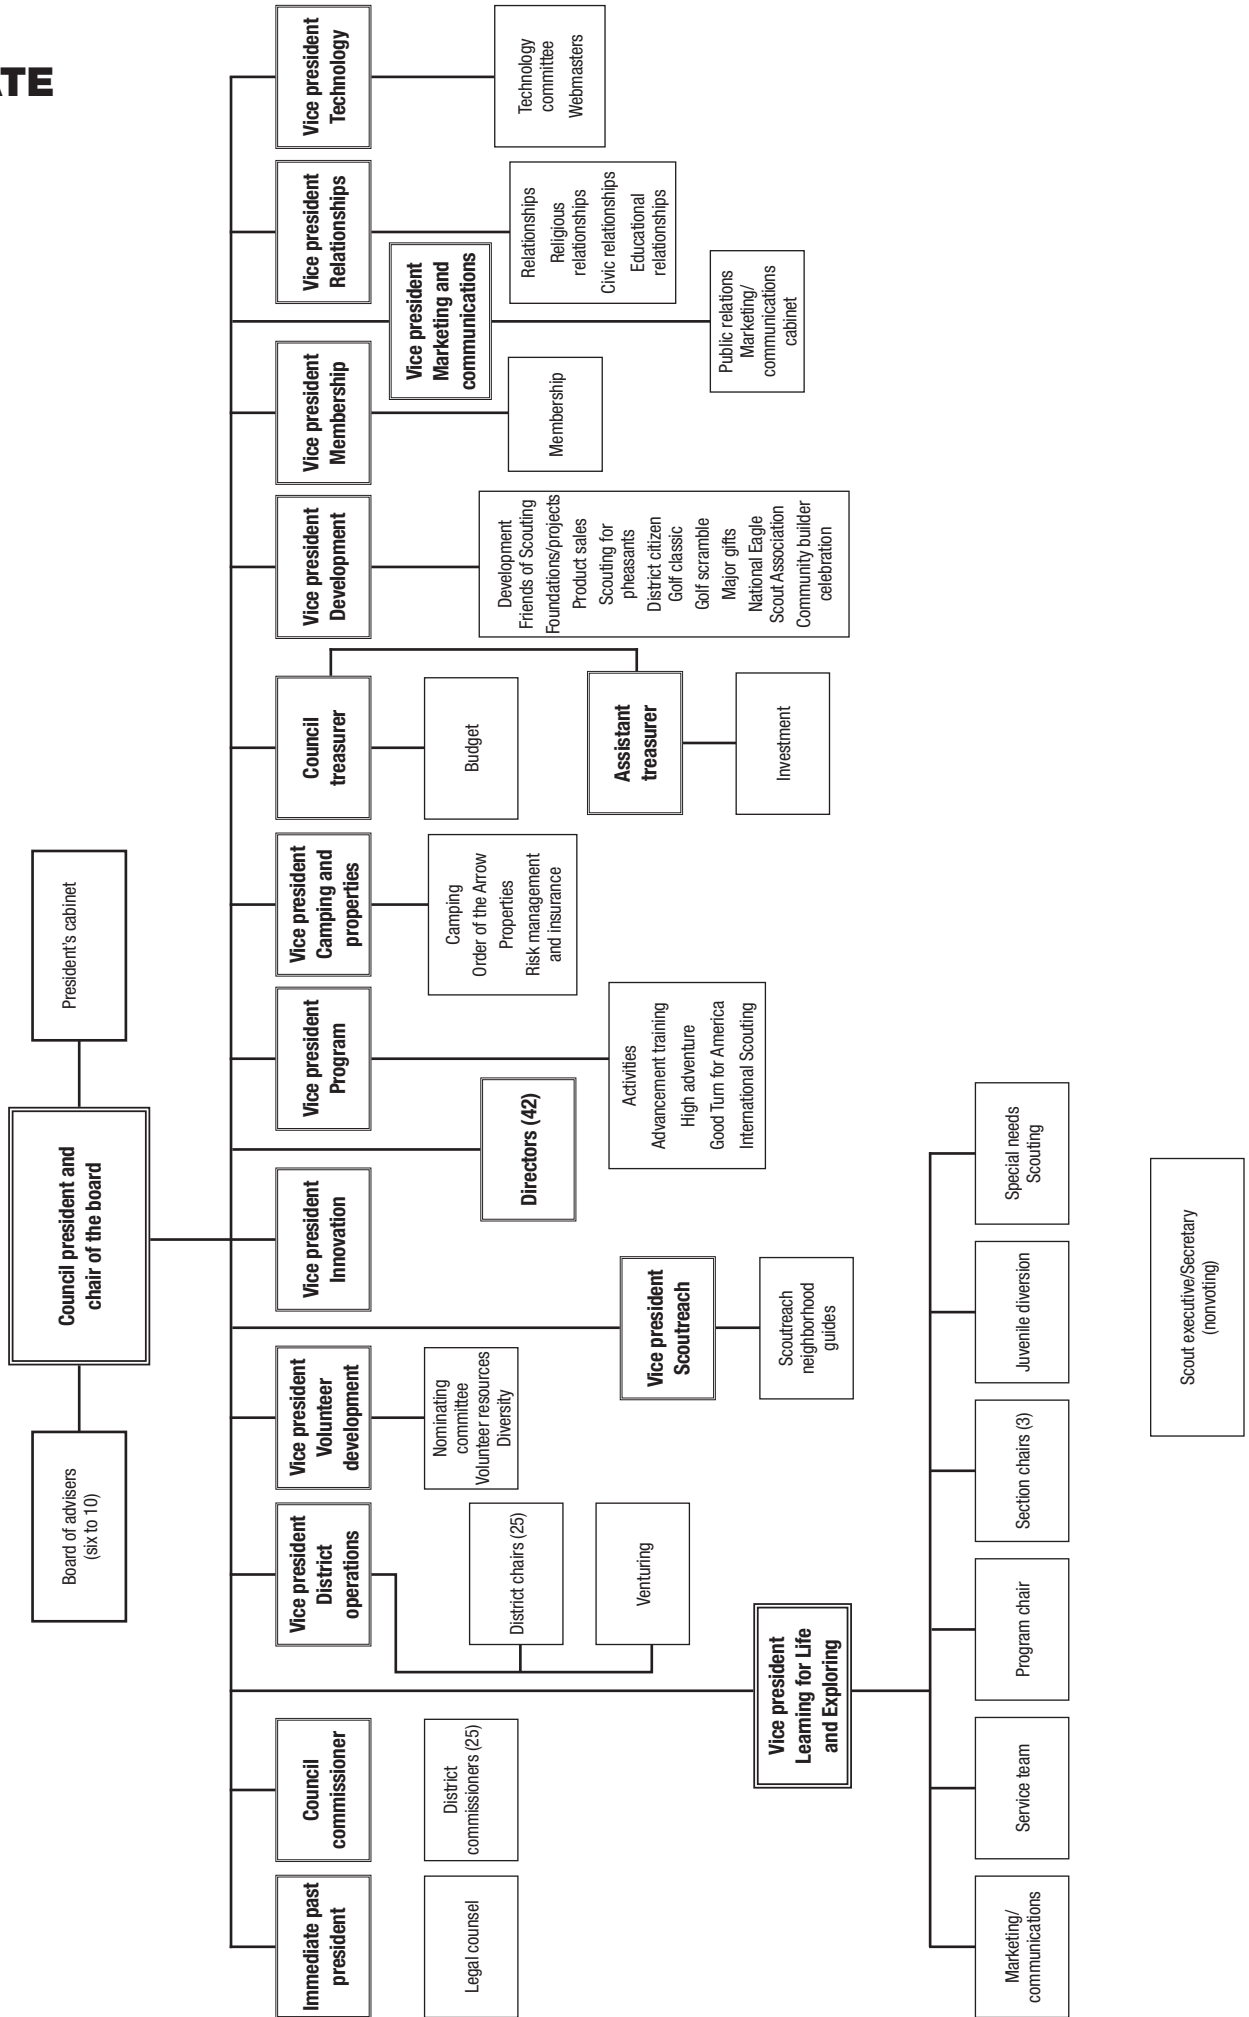 ATE
Board of advisers
(six to 10)
Council president and
chair of the board
President's cabinet
Immediate past
president
Council
commissioner
Vice president
District
operations
Vice president
Volunteer
development
Vice president
Innovation
Vice president
Program
Vice president
Camping and
properties
Council
treasurer
Vice president
Development
Vice president
Membership
Vice president
Relationships
Vice president
Technology
Vice president
Marketing and
communications
Legal counsel
District
commissioners (25)
District chairs (25)
Venturing
Nominating
committee
Volunteer resources
Diversity
Directors (42)
Camping
Order of the Arrow
Properties
Risk management
and insurance
Budget
Development
Friends of Scouting
Foundations/projects
Product sales
Scouting for
pheasants
District citizen
Golf classic
Golf scramble
Major gifts
National Eagle
Scout Association
Community builder
celebration
Membership
Relationships
Religious
relationships
Civic relationships
Educational
relationships
Technology
committee
Webmasters
Vice president
Scoutreach
Activities
Advancement training
High adventure
Good Turn for America
International Scouting
Assistant
treasurer
Public relations
Marketing/
communications
cabinet
Vice president
Learning for Life
and Exploring
Scoutreach
neighborhood
guides
Investment
Marketing/
communications
Service team
Program chair
Section chairs (3)
Juvenile diversion
Special needs
Scouting
Scout executive/Secretary
(nonvoting)